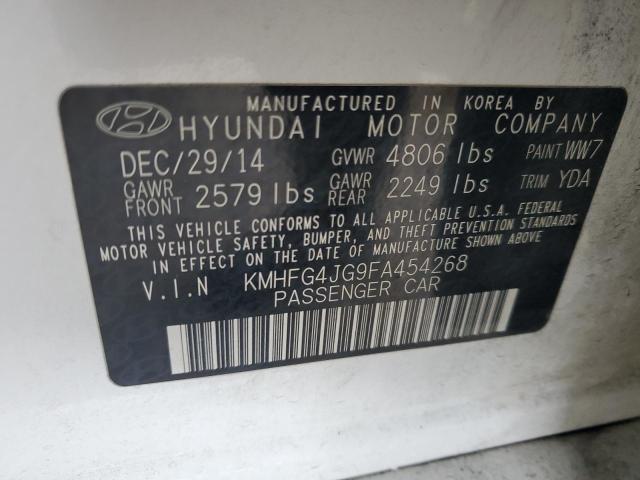 MANUFACTURED IN KOREA BY
HYUNDAI MOTOR COMPANY
DEC/29/14 GVWR 4806 lbs PAINT WW7
GAWR FRONT 2579 lbs GAWR REAR 2249 lbs TRIM YDA
THIS VEHICLE CONFORMS TO ALL APPLICABLE U.S.A. FEDERAL
MOTOR VEHICLE SAFETY, BUMPER, AND THEFT PREVENTION STANDARDS
IN EFFECT ON THE DATE OF MANUFACTURE SHOWN ABOVE.
V.I.N KMHFG4JG9FA454268
PASSENGER CAR